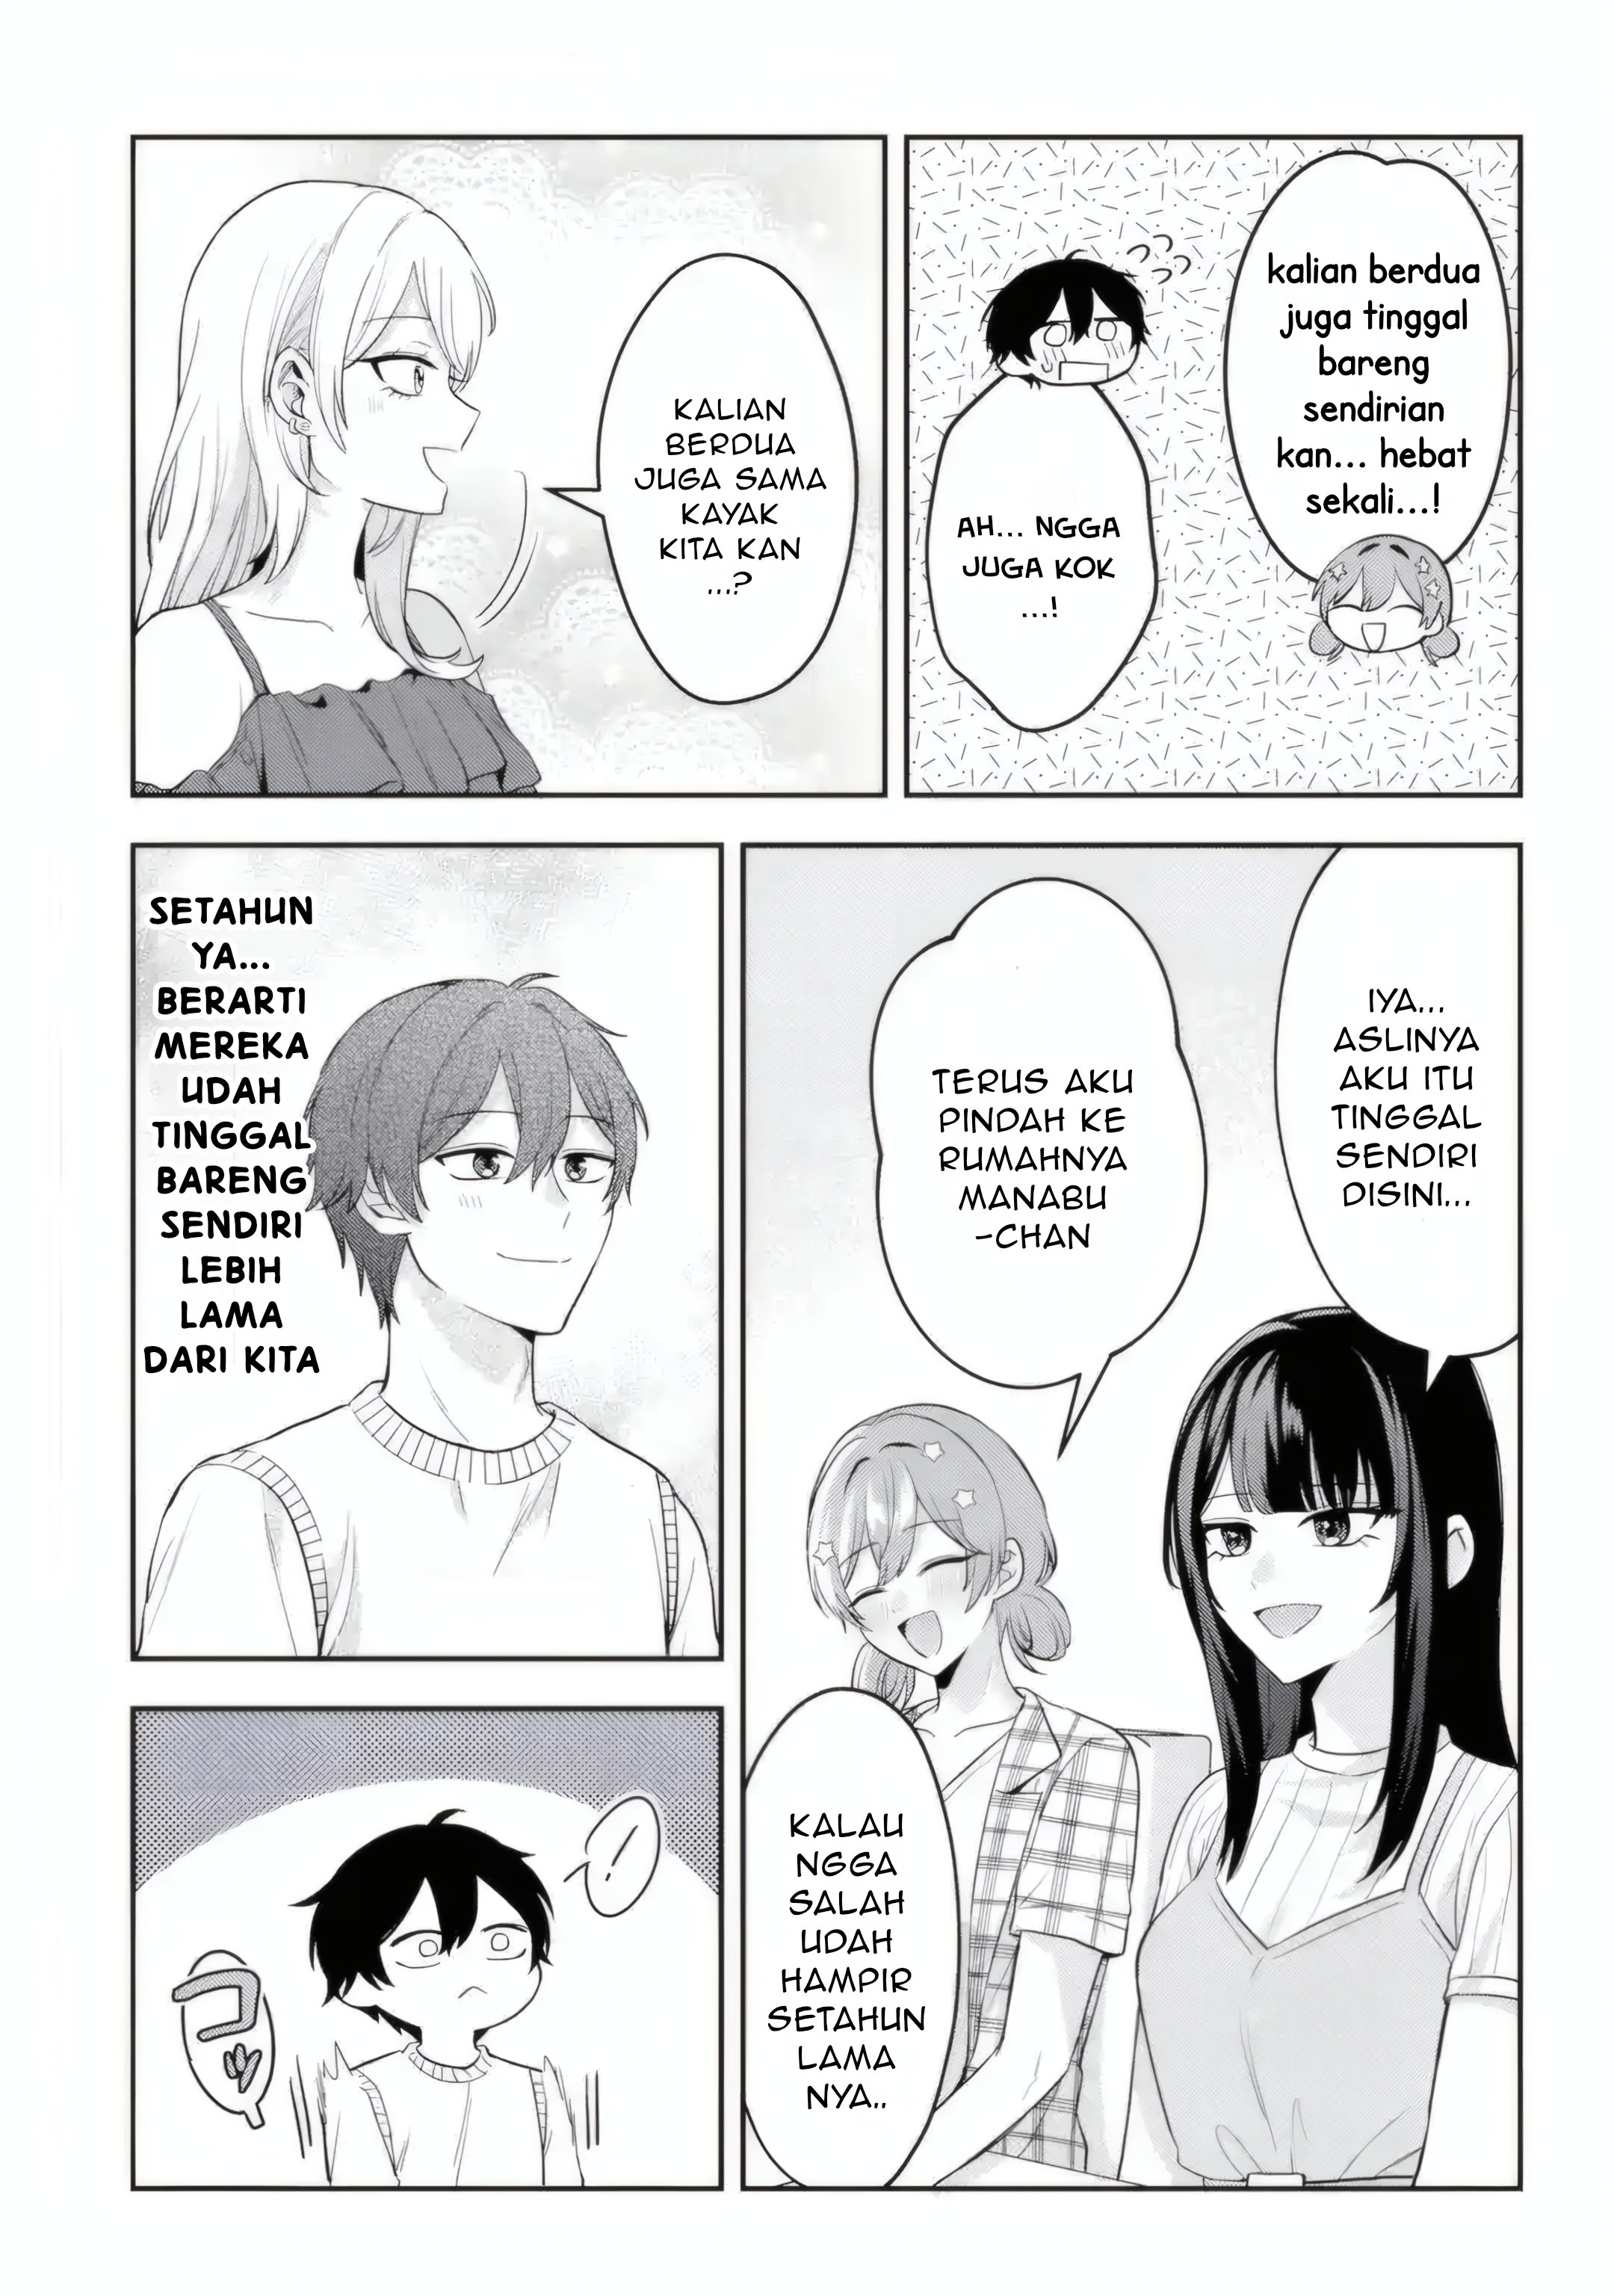 kalian berdua
juga tinggal
bareng
sendirian
kan... hebat
sekali...!
AH... NGGA
JUGA KOK
...!
KALIAN
BERDUA
JUGA SAMA
KAYAK
KITA KAN
...?
IYA...
ASLINYA
AKU ITU
TINGGAL
SENDIRI
DISINI...
TERUS AKU
PINDAH KE
RUMAHNYA
MANABU
-CHAN
KALAU
NGGA
SALAH
UDAH
HAMPIR
SETAHUN
LAMA
NYA..
SETAHUN
YA...
BERARTI
MEREKA
UDAH
TINGGAL
BARENG
SENDIRI
LEBIH
LAMA
DARI KITA
!
コッ